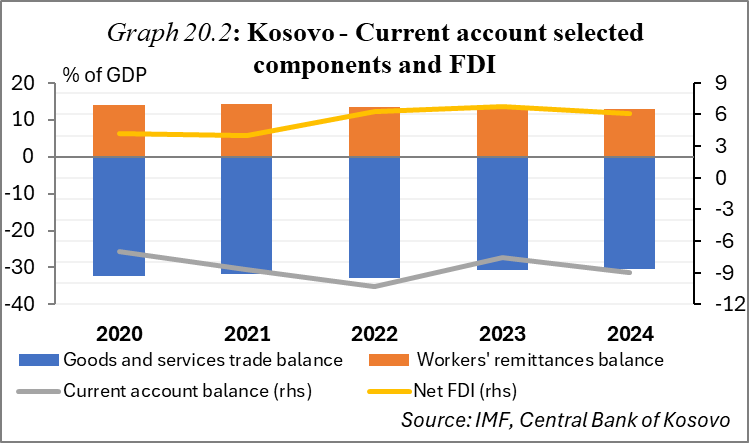 Graph 20.2: Kosovo - Current account selected
components and FDI
% of GDP
20
10
0
-10
-20
-30
-40
9
6
3
0
-3
-6
-9
-12
2020 2021 2022 2023 2024
Goods and services trade balance Workers' remittances balance
Current account balance (rhs) Net FDI (rhs)
Source: IMF, Central Bank of Kosovo